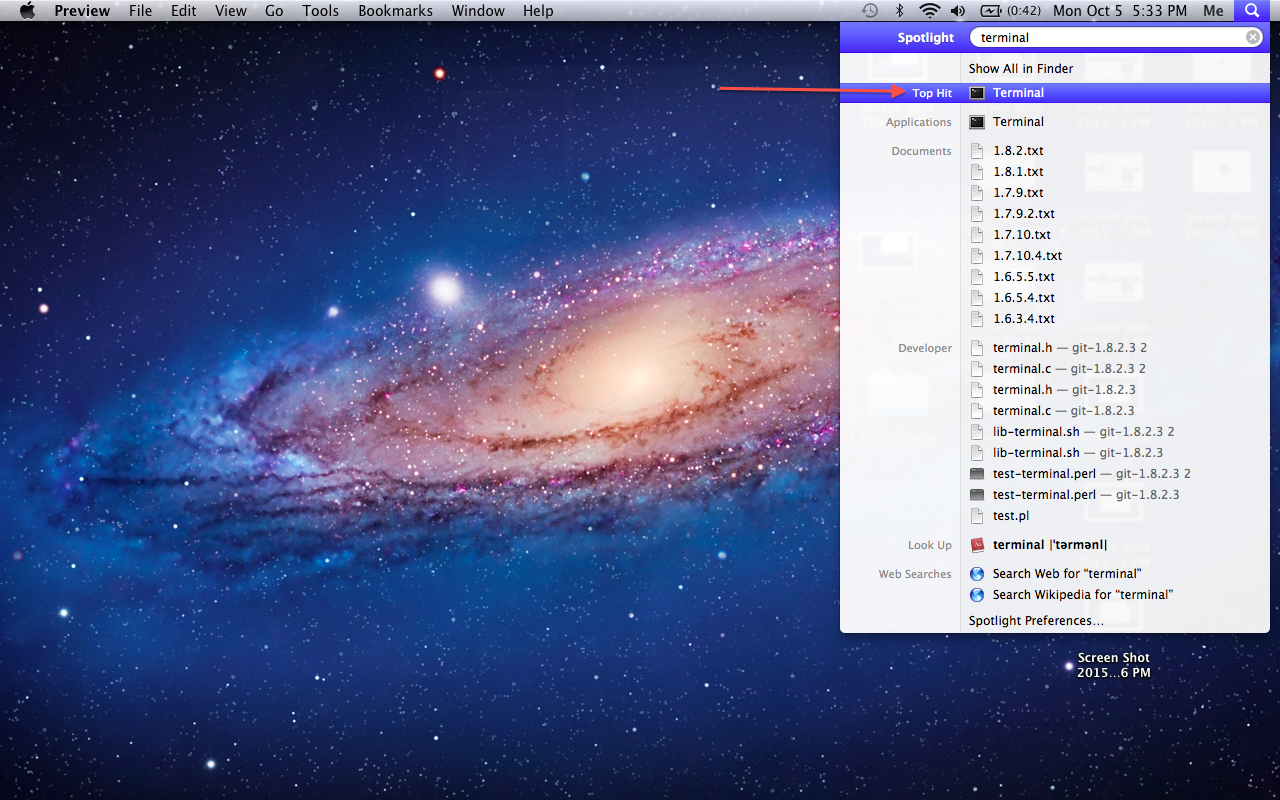 Preview File Edit View Go Tools Bookmarks Window Help (0:42) Mon Oct 5 5:33 PM Me
Spotlight terminal
Show All in Finder
Top Hit Terminal
Applications Terminal
Documents 1.8.2.txt
1.8.1.txt
1.7.9.txt
1.7.9.2.txt
1.7.10.txt
1.7.10.4.txt
1.6.5.5.txt
1.6.5.4.txt
1.6.3.4.txt
Developer terminal.h — git-1.8.2.3 2
terminal.c — git-1.8.2.3 2
terminal.h — git-1.8.2.3
terminal.c — git-1.8.2.3
lib-terminal.sh — git-1.8.2.3 2
lib-terminal.sh — git-1.8.2.3
test-terminal.perl — git-1.8.2.3 2
test-terminal.perl — git-1.8.2.3
test.pl
Look Up terminal |ˈtərmənl|
Web Searches Search Web for “terminal”
Search Wikipedia for “terminal”
Spotlight Preferences...
Screen Shot
2015...6 PM